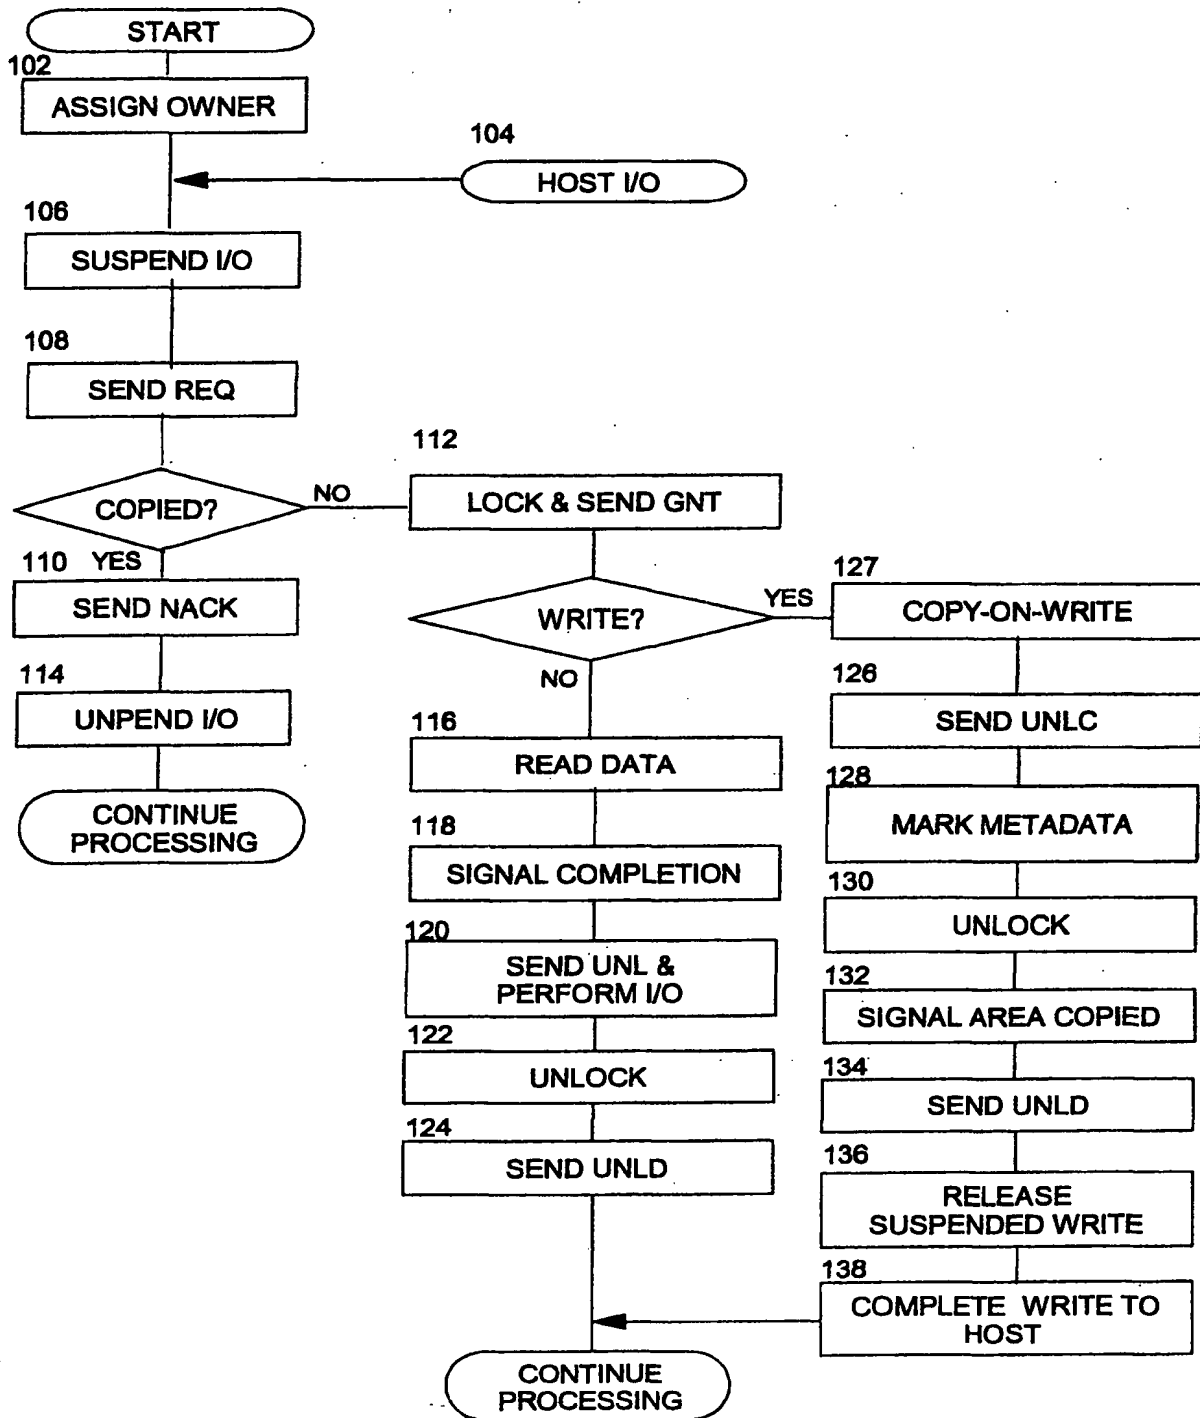 START
102
ASSIGN OWNER
104
HOST I/O
106
SUSPEND I/O
108
SEND REQ
COPIED?
NO
112
LOCK & SEND GNT
110
YES
SEND NACK
114
UNPEND I/O
CONTINUE
PROCESSING
WRITE?
YES
NO
127
COPY-ON-WRITE
116
READ DATA
118
SIGNAL COMPLETION
120
SEND UNL &
PERFORM I/O
122
UNLOCK
124
SEND UNLD
126
SEND UNLC
128
MARK METADATA
130
UNLOCK
132
SIGNAL AREA COPIED
134
SEND UNLD
136
RELEASE
SUSPENDED WRITE
138
COMPLETE WRITE TO
HOST
CONTINUE
PROCESSING